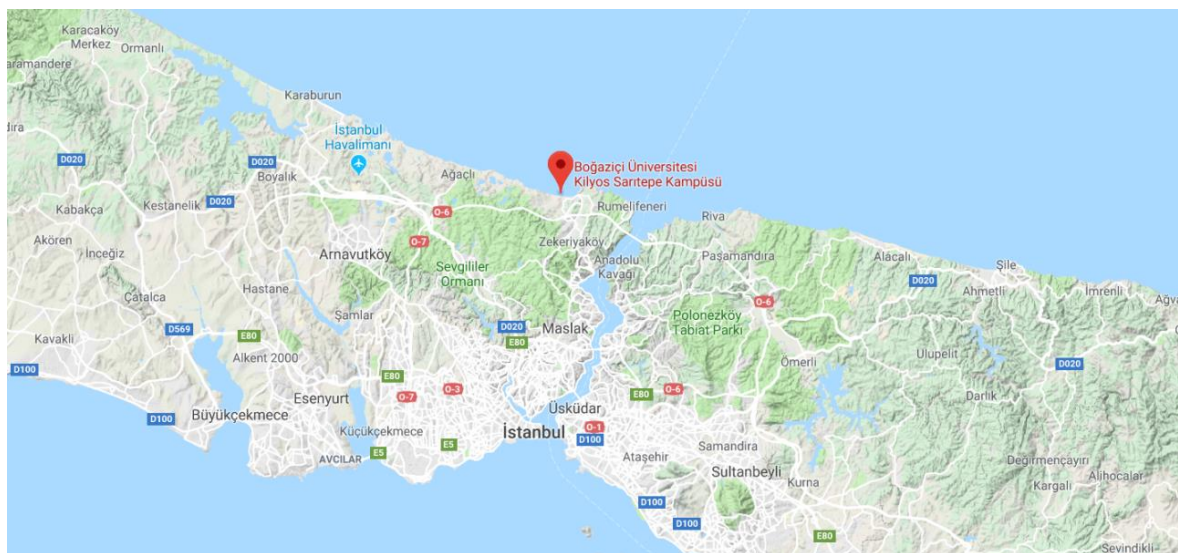 Karacaköy
Merkez
Ormanlı
aramandere
Karaburun
İstanbul
Havalimanı
D020
D020
Boyalık
Ağaçlı
Boğaziçi Üniversitesi
Kilyos Sarıtepe Kampüsü
Rumelifeneri
Riva
dıra
Kabakça
Kestanelik
D020
O-6
O-7
Zekeriyaköy
Anadolu
Kavağı
Paşamandıra
Alacalı
Şile
Akören
İnceğiz
Arnavutköy
Sevgililer
Ormanı
D020
Ahmetli
İmrenli
Ağva
Çatalca
Hastane
Şamlar
O-6
Polonezköy
Tabiat Parkı
D569
E80
D020
E80
Maslak
Kavaklı
Alkent 2000
Ömerli
Ulupelit
D020
D100
E80
O-7
O-3
E80
O-6
Darlık
Esenyurt
Büyükçekmece
D100
Küçükçekmece
Üsküdar
İstanbul
O-1
D100
Samandıra
AVCILAR
E5
E5
Ataşehir
Sultanbeyli
Değirmençayırı
Alihocalar
Kurna
Kargalı
D100
D100
E80
Sevindikli